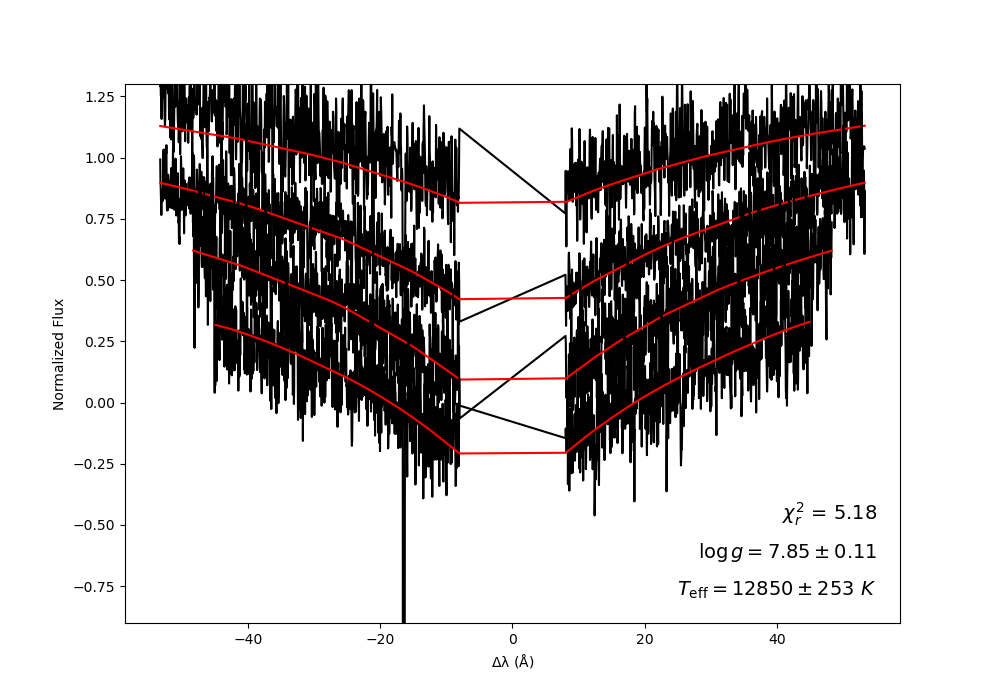 1.25
1.00
0.75
0.50
0.25
0.00
−0.25
−0.50
−0.75
Normalized Flux
χ²ᵣ = 5.18
log g = 7.85 ± 0.11
T_eff = 12850 ± 253 K
−40 −20 0 20 40
Δλ (Å)